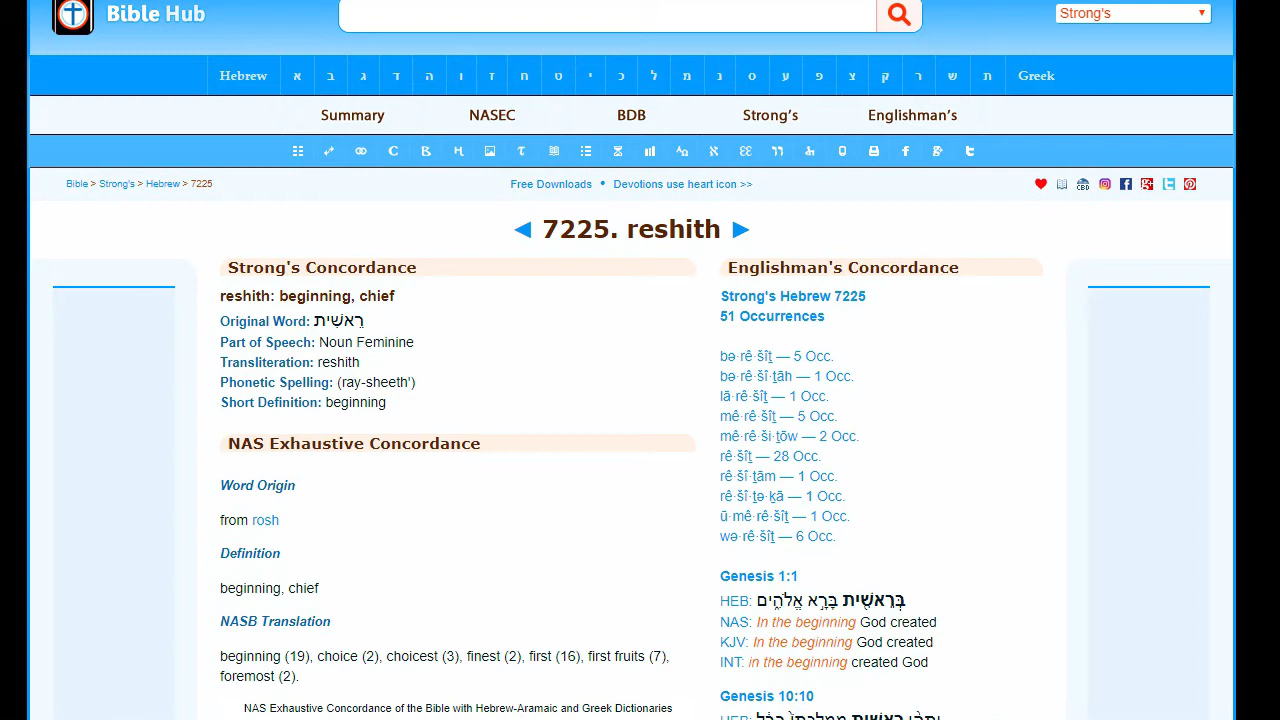 Bible Hub
Strong's
Hebrew א ב ג ד ה ו ז ח ט י כ ל מ נ ס ע פ צ ק ר ש ת Greek
Summary NASEC BDB Strong's Englishman's
Bible > Strong's > Hebrew > 7225
Free Downloads • Devotions use heart icon >>
◄ 7225. reshith ►
Strong's Concordance
reshith: beginning, chief
Original Word: רֵאשִׁית
Part of Speech: Noun Feminine
Transliteration: reshith
Phonetic Spelling: (ray-sheeth')
Short Definition: beginning
NAS Exhaustive Concordance
Word Origin
from rosh
Definition
beginning, chief
NASB Translation
beginning (19), choice (2), choicest (3), finest (2), first (16), first fruits (7),
foremost (2).
NAS Exhaustive Concordance of the Bible with Hebrew-Aramaic and Greek Dictionaries
Englishman's Concordance
Strong's Hebrew 7225
51 Occurrences
bə·rê·šîṯ — 5 Occ.
bə·rê·šî·ṯāh — 1 Occ.
lā·rê·šîṯ — 1 Occ.
mê·rê·šîṯ — 5 Occ.
mê·rê·ši·ṯōw — 2 Occ.
rê·šîṯ — 28 Occ.
rê·šî·ṯām — 1 Occ.
rê·šî·ṯə·ḵā — 1 Occ.
ū·mê·rê·šîṯ — 1 Occ.
wə·rê·šîṯ — 6 Occ.
Genesis 1:1
HEB: בְּרֵאשִׁ֖ית בָּרָ֣א אֱלֹהִ֑ים
NAS: In the beginning God created
KJV: In the beginning God created
INT: in the beginning created God
Genesis 10:10